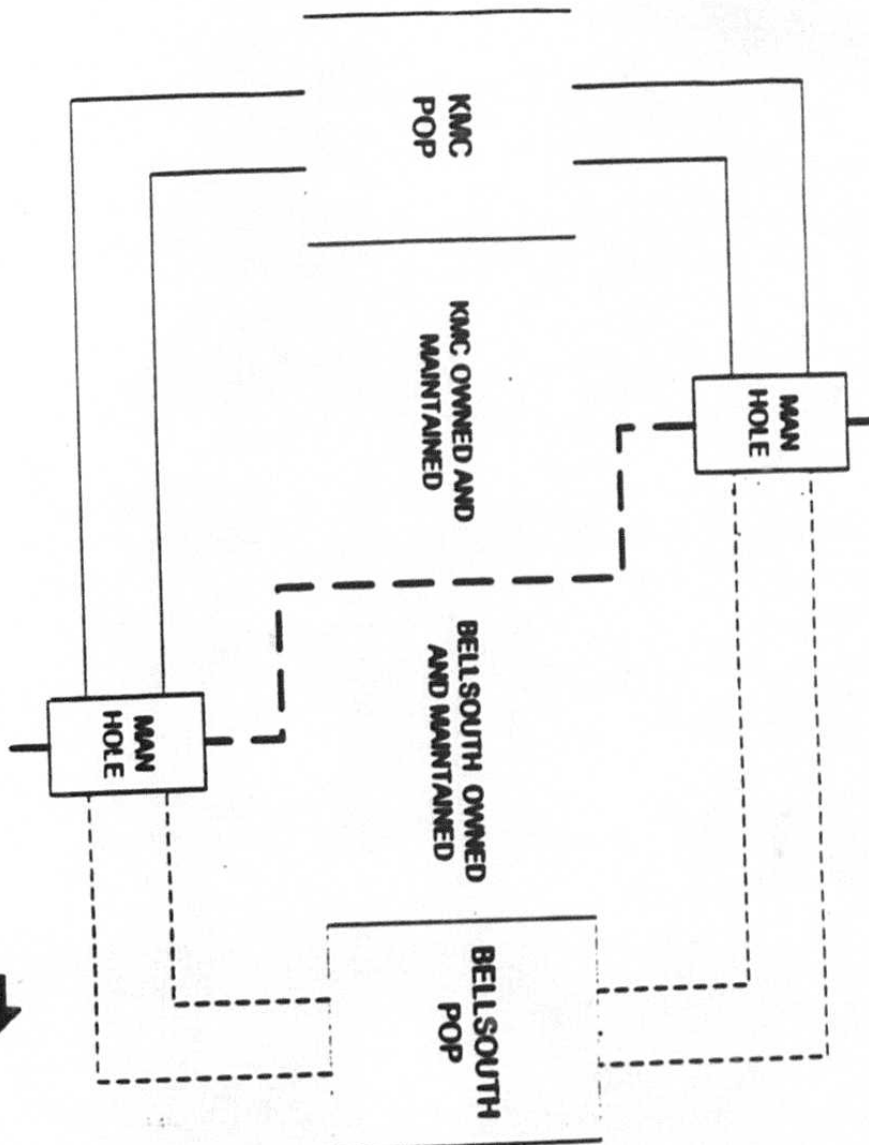 KMC
POP
MAN
HOLE
KMC OWNED AND
MAINTAINED
BELLSOUTH OWNED
AND MAINTAINED
MAN
HOLE
BELLSOUTH
POP